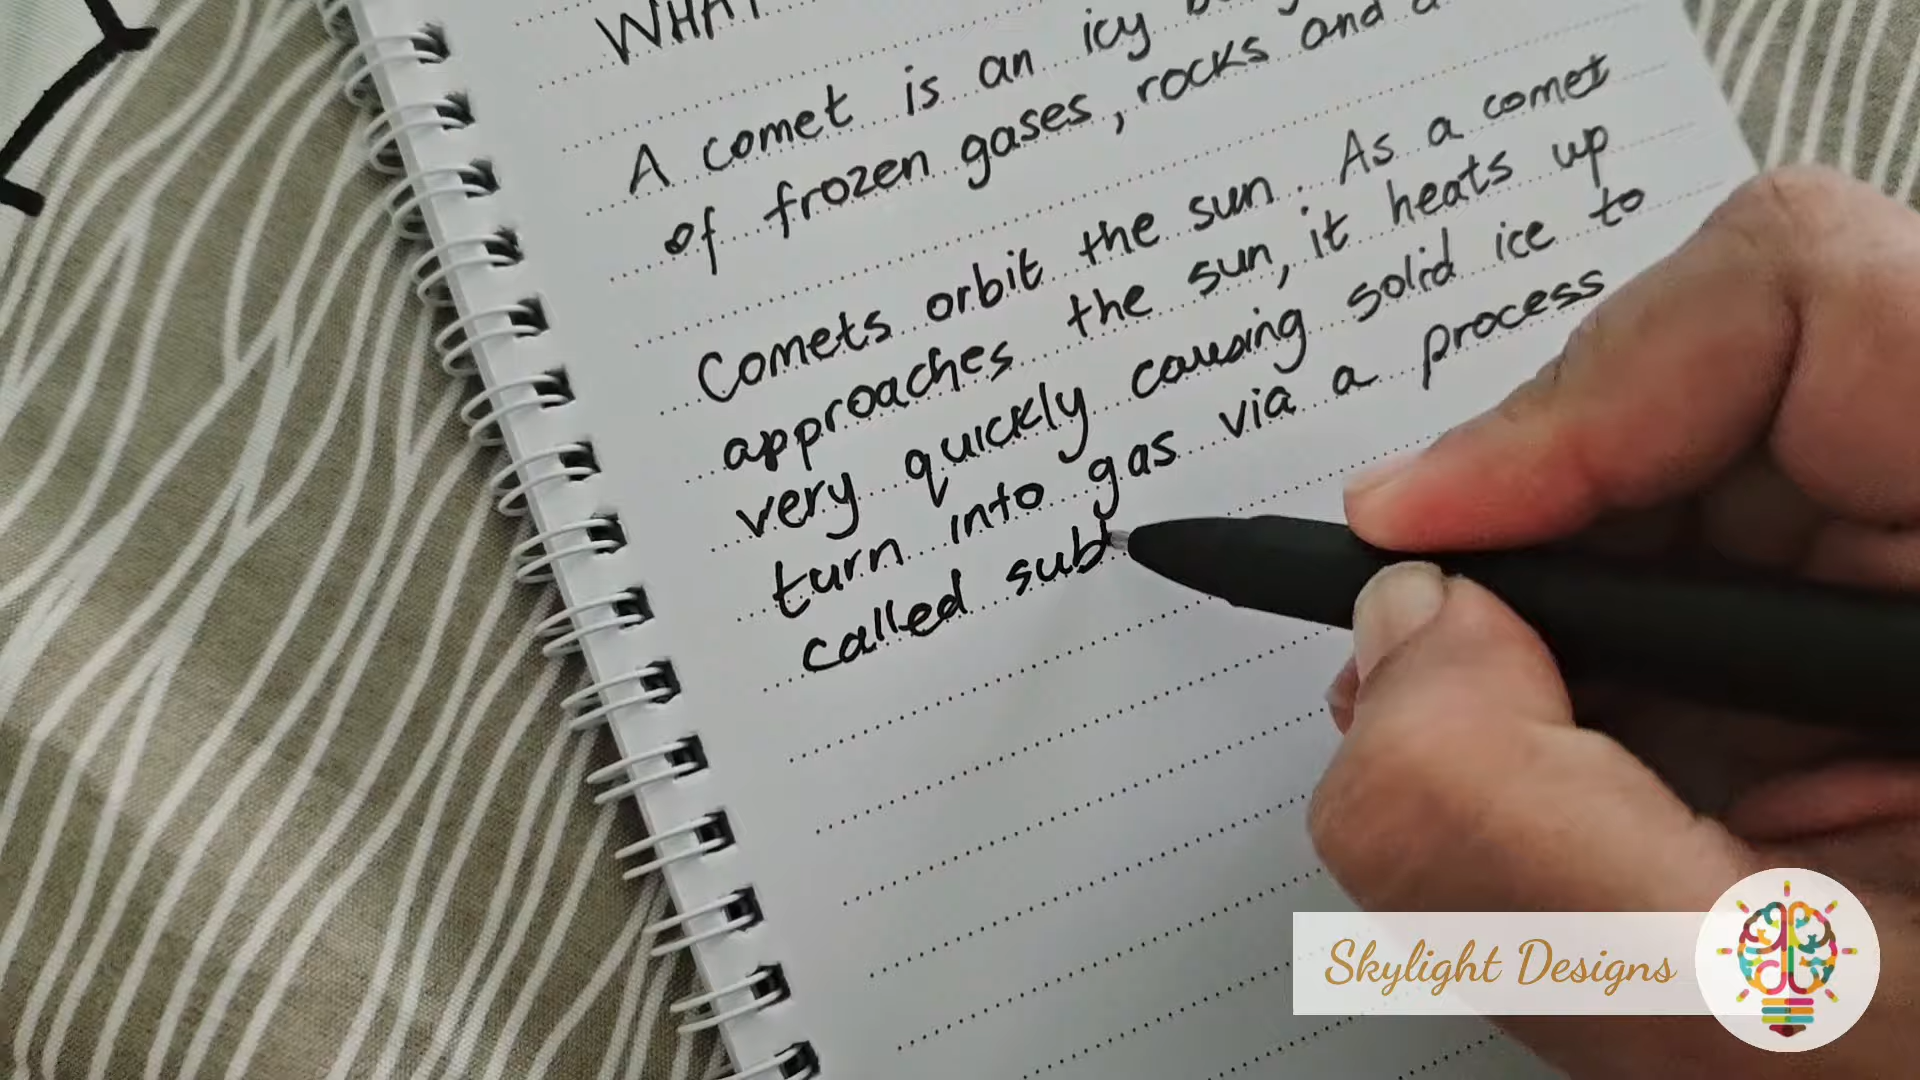 WHAT
A comet is an icy
of frozen gases, rocks and
Comets orbit the sun. As a comet
approaches the sun, it heats up
very quickly causing solid ice to
turn into gas via a process
called sub
Skylight Designs